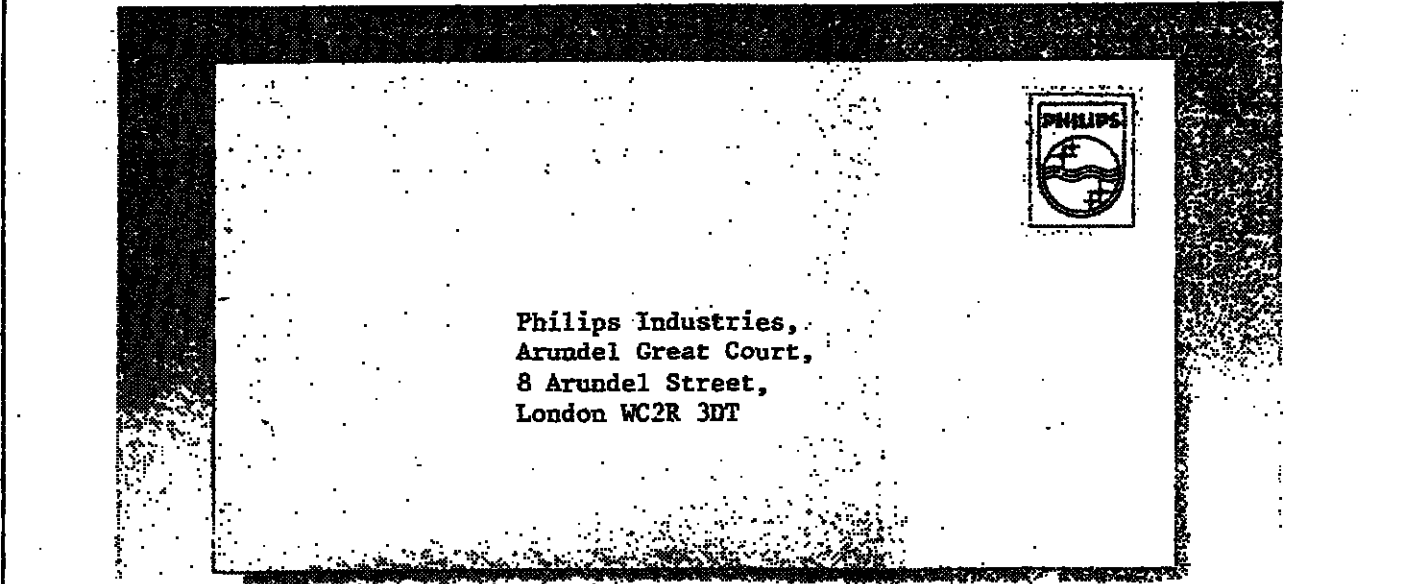 PHILIPS
Philips Industries,
Arundel Great Court,
8 Arundel Street,
London WC2R 3DT